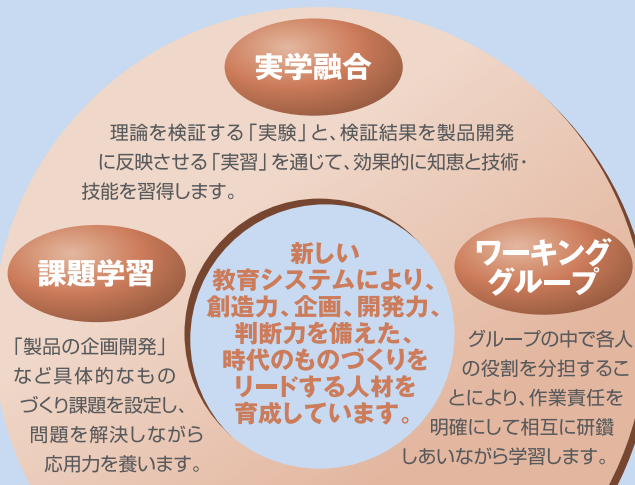 実学融合
理論を検証する「実験」と、検証結果を製品開発
に反映させる「実習」を通じて、効果的に知恵と技術・
技能を習得します。
課題学習
「製品の企画開発」
など具体的なもの
づくり課題を設定し、
問題を解決しながら
応用力を養います。
新しい
教育システムにより、
創造力、企画、開発力、
判断力を備えた、
時代のものづくりを
リードする人材を
育成しています。
ワーキング
グループ
グループの中で各人
の役割を分担するこ
とにより、作業責任を
明確にして相互に研鑽
しあいながら学習します。